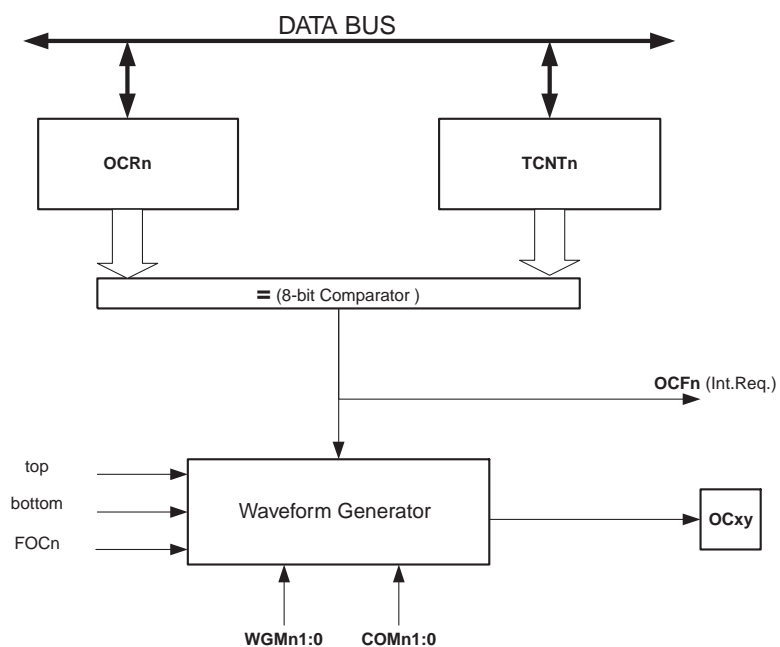 DATA BUS
OCRn
TCNTn
= (8-bit Comparator )
OCFn (Int.Req.)
top
bottom
FOCn
Waveform Generator
OCxy
WGMn1:0
COMn1:0